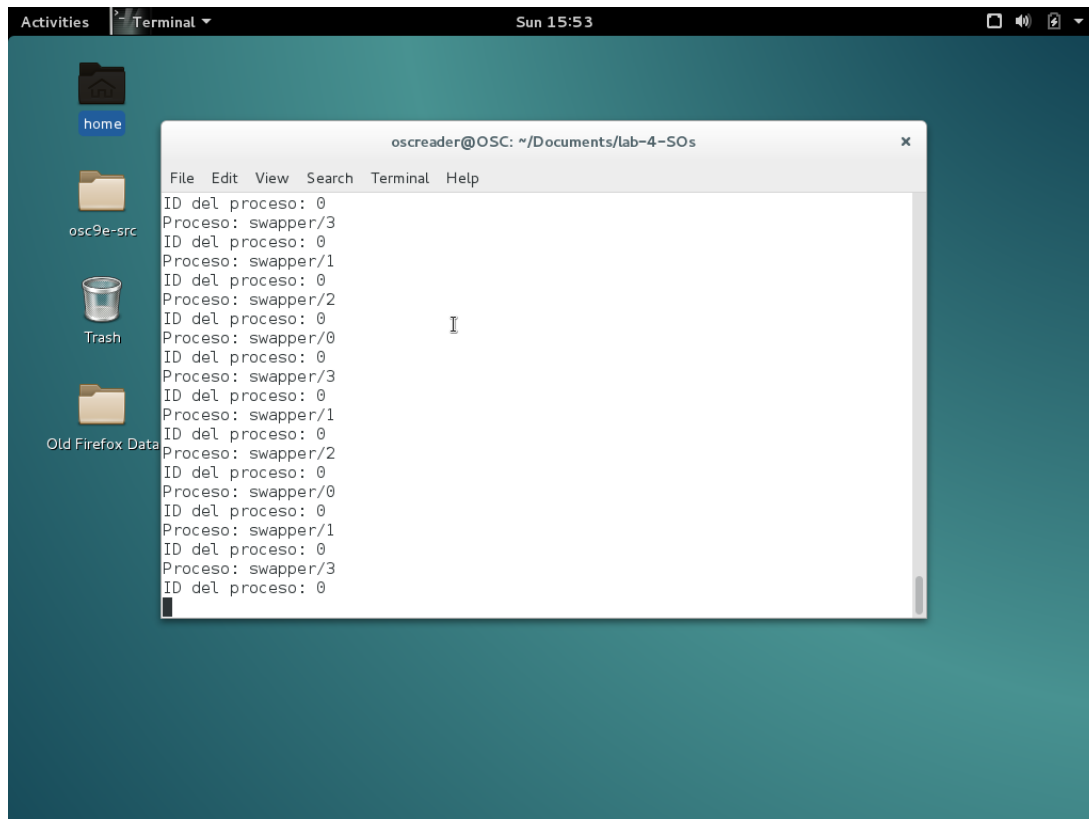 Activities Terminal Sun 15:53
home
osc9e-src
Trash
Old Firefox Data
oscreader@OSC: ~/Documents/lab-4-SOs
File Edit View Search Terminal Help
ID del proceso: 0
Proceso: swapper/3
ID del proceso: 0
Proceso: swapper/1
ID del proceso: 0
Proceso: swapper/2
ID del proceso: 0
Proceso: swapper/0
ID del proceso: 0
Proceso: swapper/3
ID del proceso: 0
Proceso: swapper/1
ID del proceso: 0
Proceso: swapper/2
ID del proceso: 0
Proceso: swapper/0
ID del proceso: 0
Proceso: swapper/1
ID del proceso: 0
Proceso: swapper/3
ID del proceso: 0